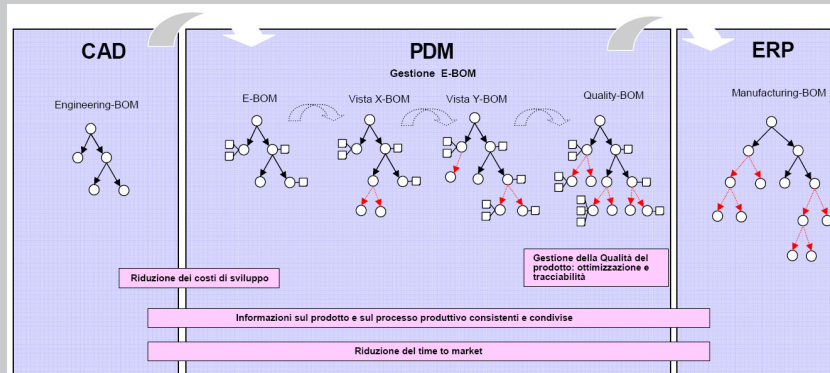 CAD
PDM
ERP
Gestione E-BOM
Engineering-BOM
E-BOM
Vista X-BOM
Vista Y-BOM
Quality-BOM
Manufacturing-BOM
Riduzione dei costi di sviluppo
Gestione della Qualità del
prodotto: ottimizzazione e
tracciabilità
Informazioni sul prodotto e sul processo produttivo consistenti e condivise
Riduzione del time to market